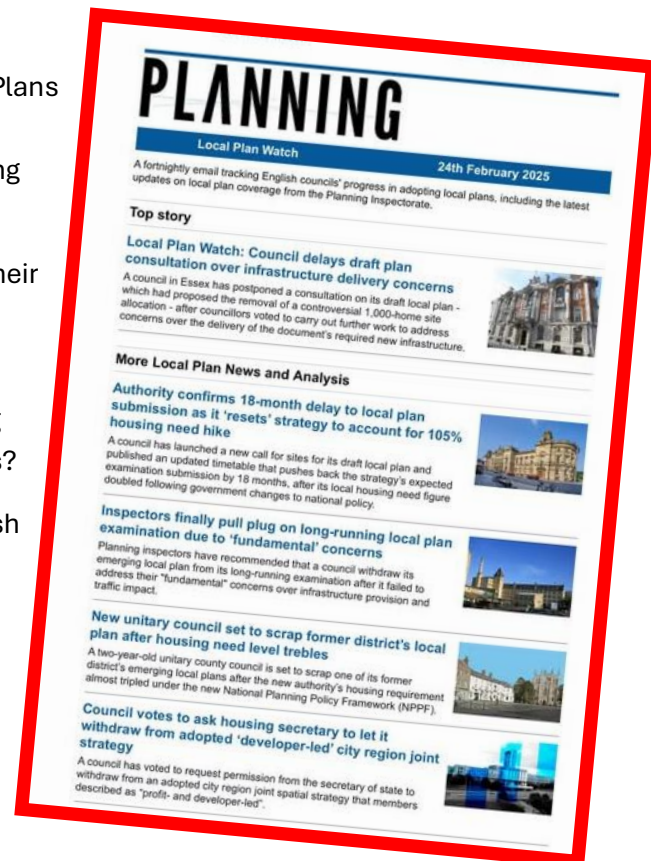 Plans
ng
heir
s?
sh
PLANNING
Local Plan Watch
24th February 2025
A fortnightly email tracking English councils' progress in adopting local plans, including the latest
updates on local plan coverage from the Planning Inspectorate.
Top story
Local Plan Watch: Council delays draft plan
consultation over infrastructure delivery concerns
A council in Essex has postponed a consultation on its draft local plan -
which had proposed the removal of a controversial 1,000-home site
allocation - after councillors voted to carry out further work to address
concerns over the delivery of the document's required new infrastructure.
More Local Plan News and Analysis
Authority confirms 18-month delay to local plan
submission as it 'resets' strategy to account for 105%
housing need hike
A council has launched a new call for sites for its draft local plan and
published an updated timetable that pushes back the strategy's expected
examination submission by 18 months, after its local housing need figure
doubled following government changes to national policy.
Inspectors finally pull plug on long-running local plan
examination due to 'fundamental' concerns
Planning inspectors have recommended that a council withdraw its
emerging local plan from its long-running examination after it failed to
address their "fundamental" concerns over infrastructure provision and
traffic impact.
New unitary council set to scrap former district's local
plan after housing need level trebles
A two-year-old unitary county council is set to scrap one of its former
district's emerging local plans after the new authority's housing requirement
almost tripled under the new National Planning Policy Framework (NPPF).
Council votes to ask housing secretary to let it
withdraw from adopted 'developer-led' city region joint
strategy
A council has voted to request permission from the secretary of state to
withdraw from an adopted city region joint spatial strategy that members
described as "profit- and developer-led".